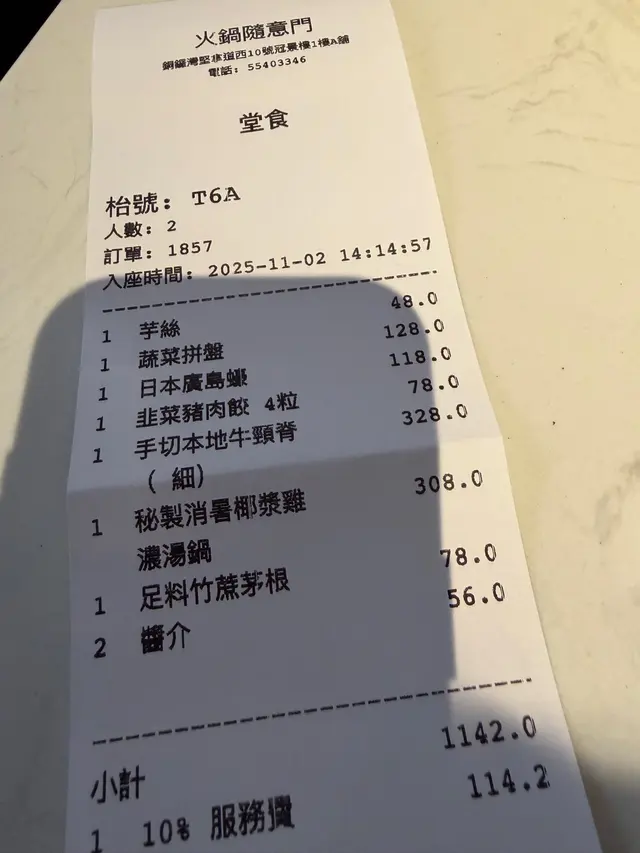 火鍋隨意門
銅鑼灣堅拿道西10號冠景樓1樓A舖
電話: 55403346
堂食
枱號: T6A
人數: 2
訂單: 1857
入座時間: 2025-11-02 14:14:57
1 芋絲 48.0
1 蔬菜拼盤 128.0
1 日本廣島蠔 118.0
1 韭菜豬肉餃 4粒 78.0
1 手切本地牛頸脊 328.0
( 細)
1 秘製消暑椰漿雞 308.0
濃湯鍋
1 足料竹蔗茅根 78.0
2 醬介 56.0
小計 1142.0
1 10% 服務費 114.2